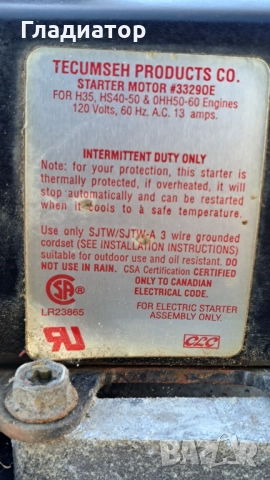 Гладиатор
TECUMSEH PRODUCTS CO.
STARTER MOTOR #33290E
FOR H35, HS40-50 & OHH50-60 Engines
120 Volts, 60 Hz. A.C. 13 amps.
INTERMITTENT DUTY ONLY
Note: for your protection, this starter is
thermally protected, if overheated, it will
stop automatically and can be restarted
when it cools to a safe temperature.
Use only SJTW/SJTW-A 3 wire grounded
cordset (SEE INSTALLATION INSTRUCTIONS)
suitable for outdoor use and oil resistant. DO
NOT USE IN RAIN. CSA Certification CERTIFIED
ONLY TO CANADIAN
ELECTRICAL CODE.
SA
LR23865
FOR ELECTRIC STARTER
ASSEMBLY ONLY.
RU
CLC
BAZAR